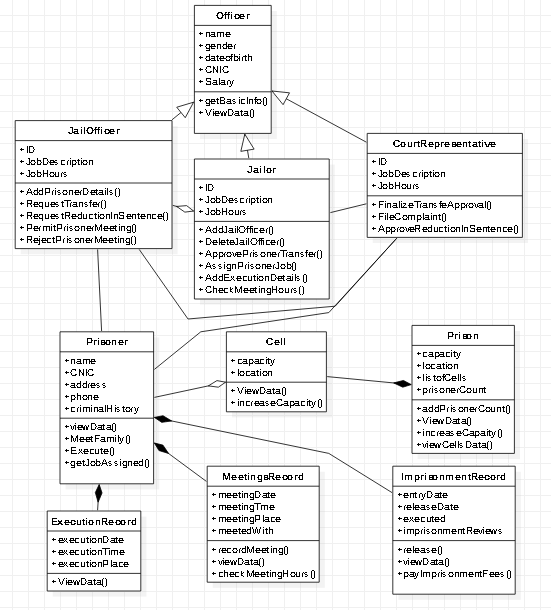 Officer
+ name
+ gender
+ dateofbirth
+ CNIC
+ Salary
+ getBasicInfo()
+ ViewData()
JailOfficer
+ ID
+ JobDescription
+ JobHours
+ AddPrisonerDetails()
+ RequestTransfer()
+ RequestReductionInSentence()
+ PermitPrisonerMeeting()
+ RejectPrisonerMeeting()
Jailor
+ ID
+ JobDescription
+ JobHours
+ AddJailOfficer()
+ DeleteJailOfficer()
+ ApprovePrisonerTransfer()
+ AssignPrisonerJob()
+ AddExecutionDetails()
+ CheckMeetingHours()
CourtRepresentative
+ ID
+ JobDescription
+ JobHours
+ FinalizeTransfeApproval()
+ FileComplaint()
+ ApproveReductionInSentence()
Prisoner
+ name
+ CNIC
+ address
+ phone
+ criminalHistory
+ viewData()
+ MeetFamily()
+ Execute()
+ getJobAssigned()
Cell
+ capacity
+ location
+ ViewData()
+ increaseCapacity()
Prison
+ capacity
+ location
+ listofCells
+ prisonerCount
+ addPrisonerCount()
+ ViewData()
+ increaseCapaity()
+ viewCellsData()
ExecutionRecord
+ executionDate
+ executionTime
+ executionPlace
+ ViewData()
MeetingsRecord
+ meetingDate
+ meetingTme
+ meetingPlace
+ meetedWith
+ recordMeeting()
+ viewData()
+ checkMeetingHours()
ImprisonmentRecord
+ entryDate
+ releaseDate
+ executed
+ imprisonmentReviews
+ release()
+ viewData()
+ payImprisonmentFees()